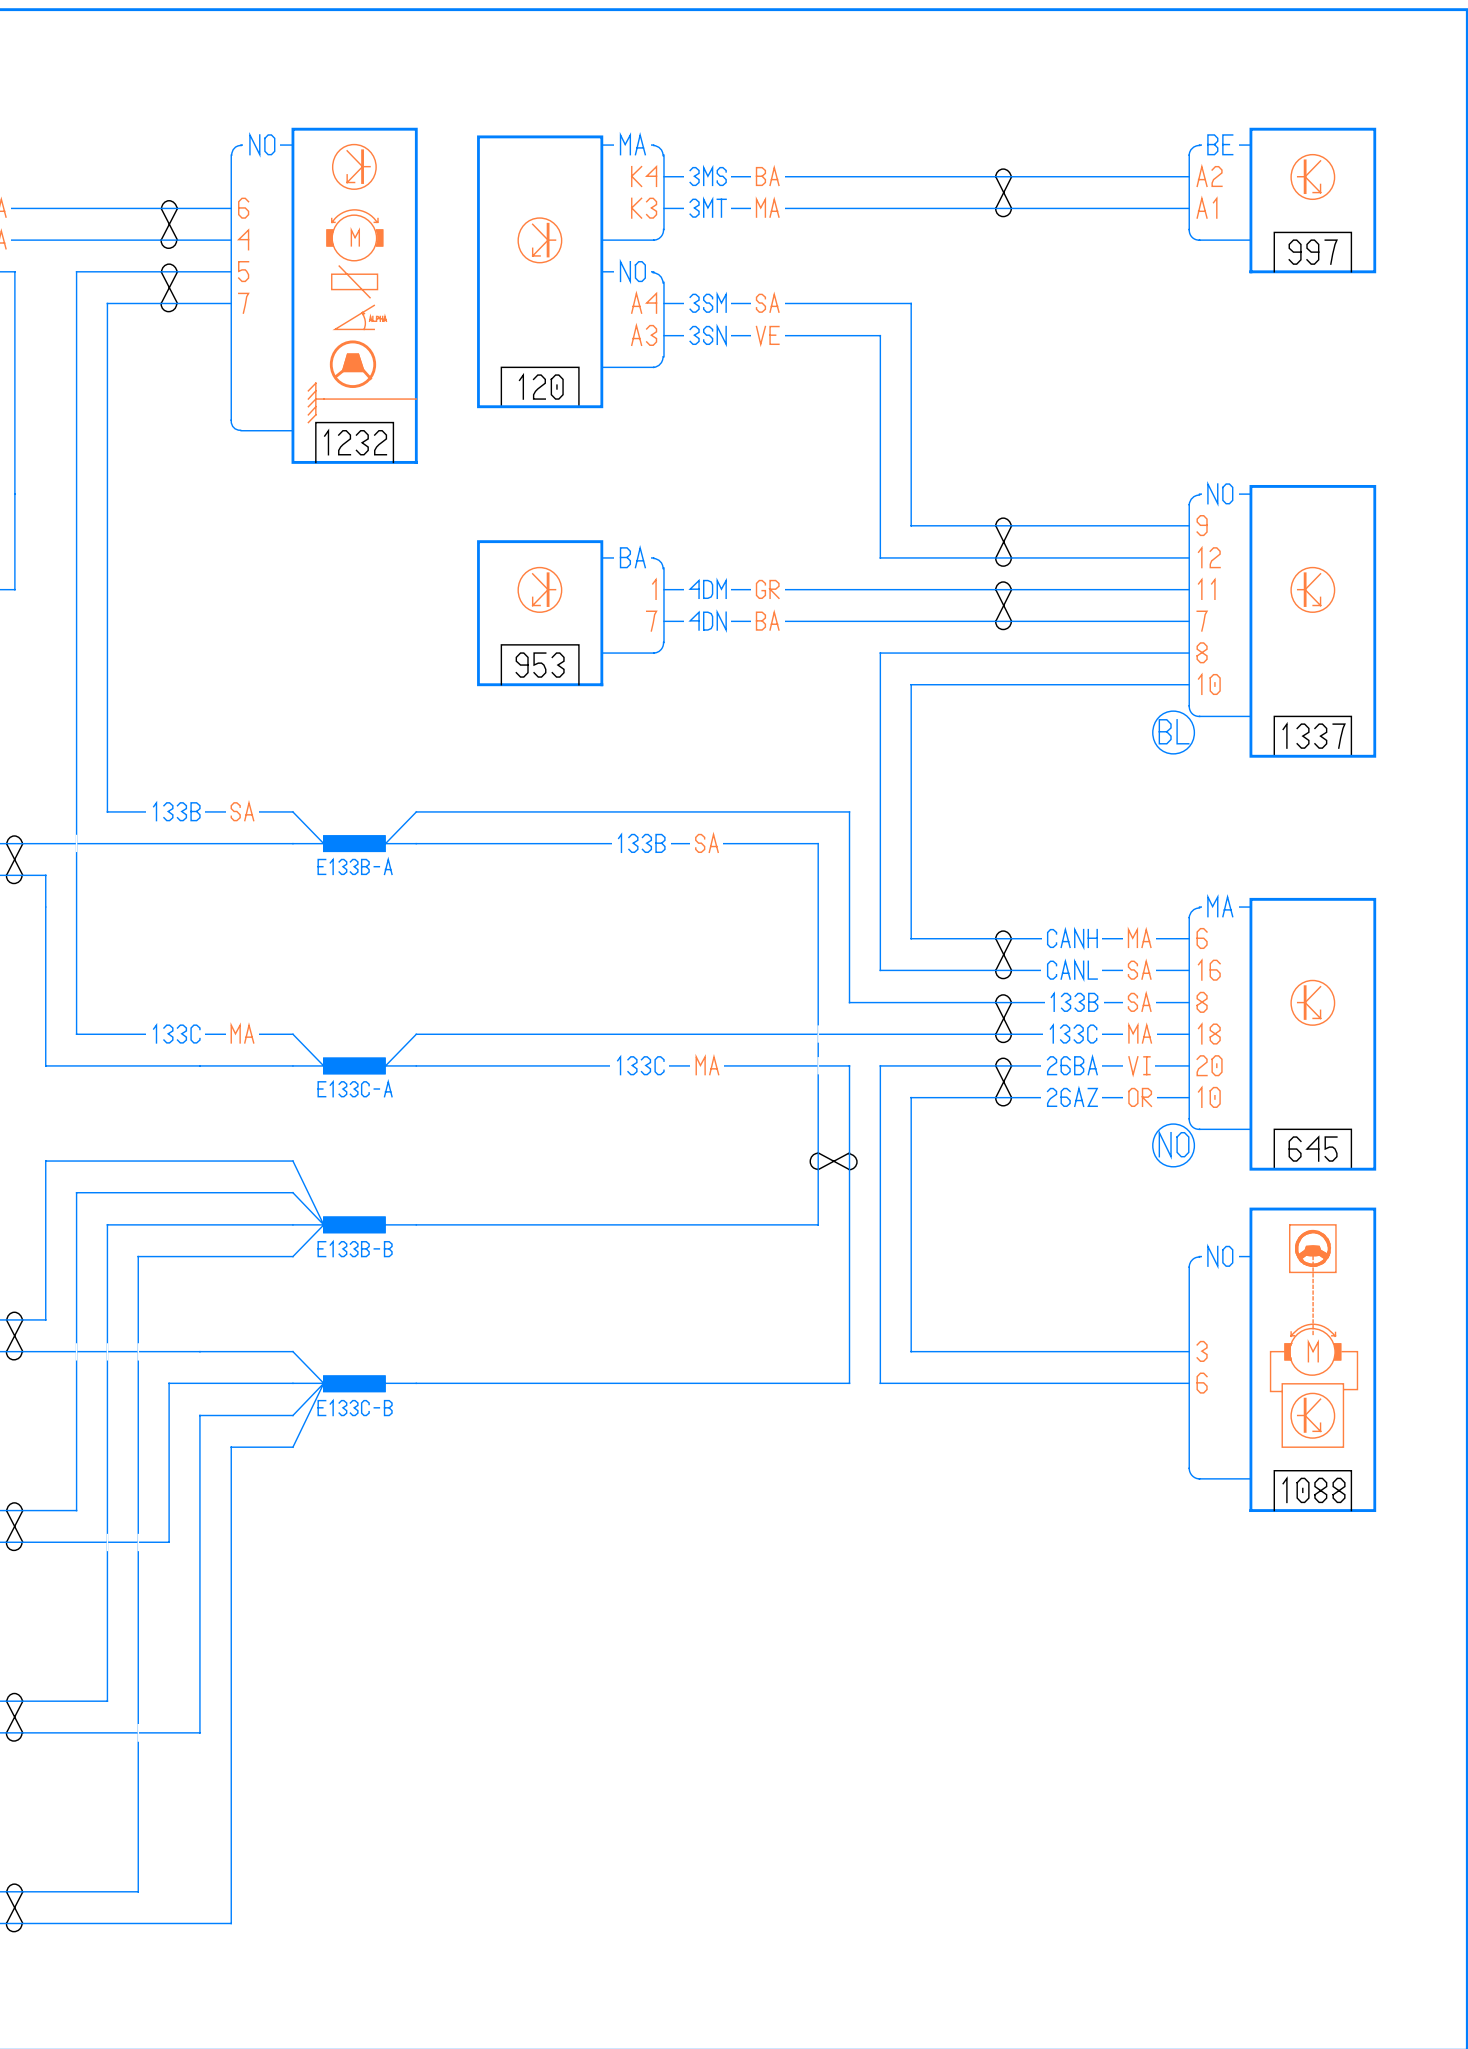 A
A
NO
6
4
5
7
M
ALPHA
1232
MA
K4 3MS BA
K3 3MT MA
NO
A4 3SM SA
A3 3SN VE
120
BE
A2
A1
997
BA
1 4DM GR
7 4DN BA
953
NO
9
12
11
7
8
10
BL
1337
133B SA
E133B-A
133B SA
133C MA
E133C-A
133C MA
MA
CANH MA 6
CANL SA 16
133B SA 8
133C MA 18
26BA VI 20
26AZ OR 10
NO
645
E133B-B
E133C-B
NO
3
6
M
1088